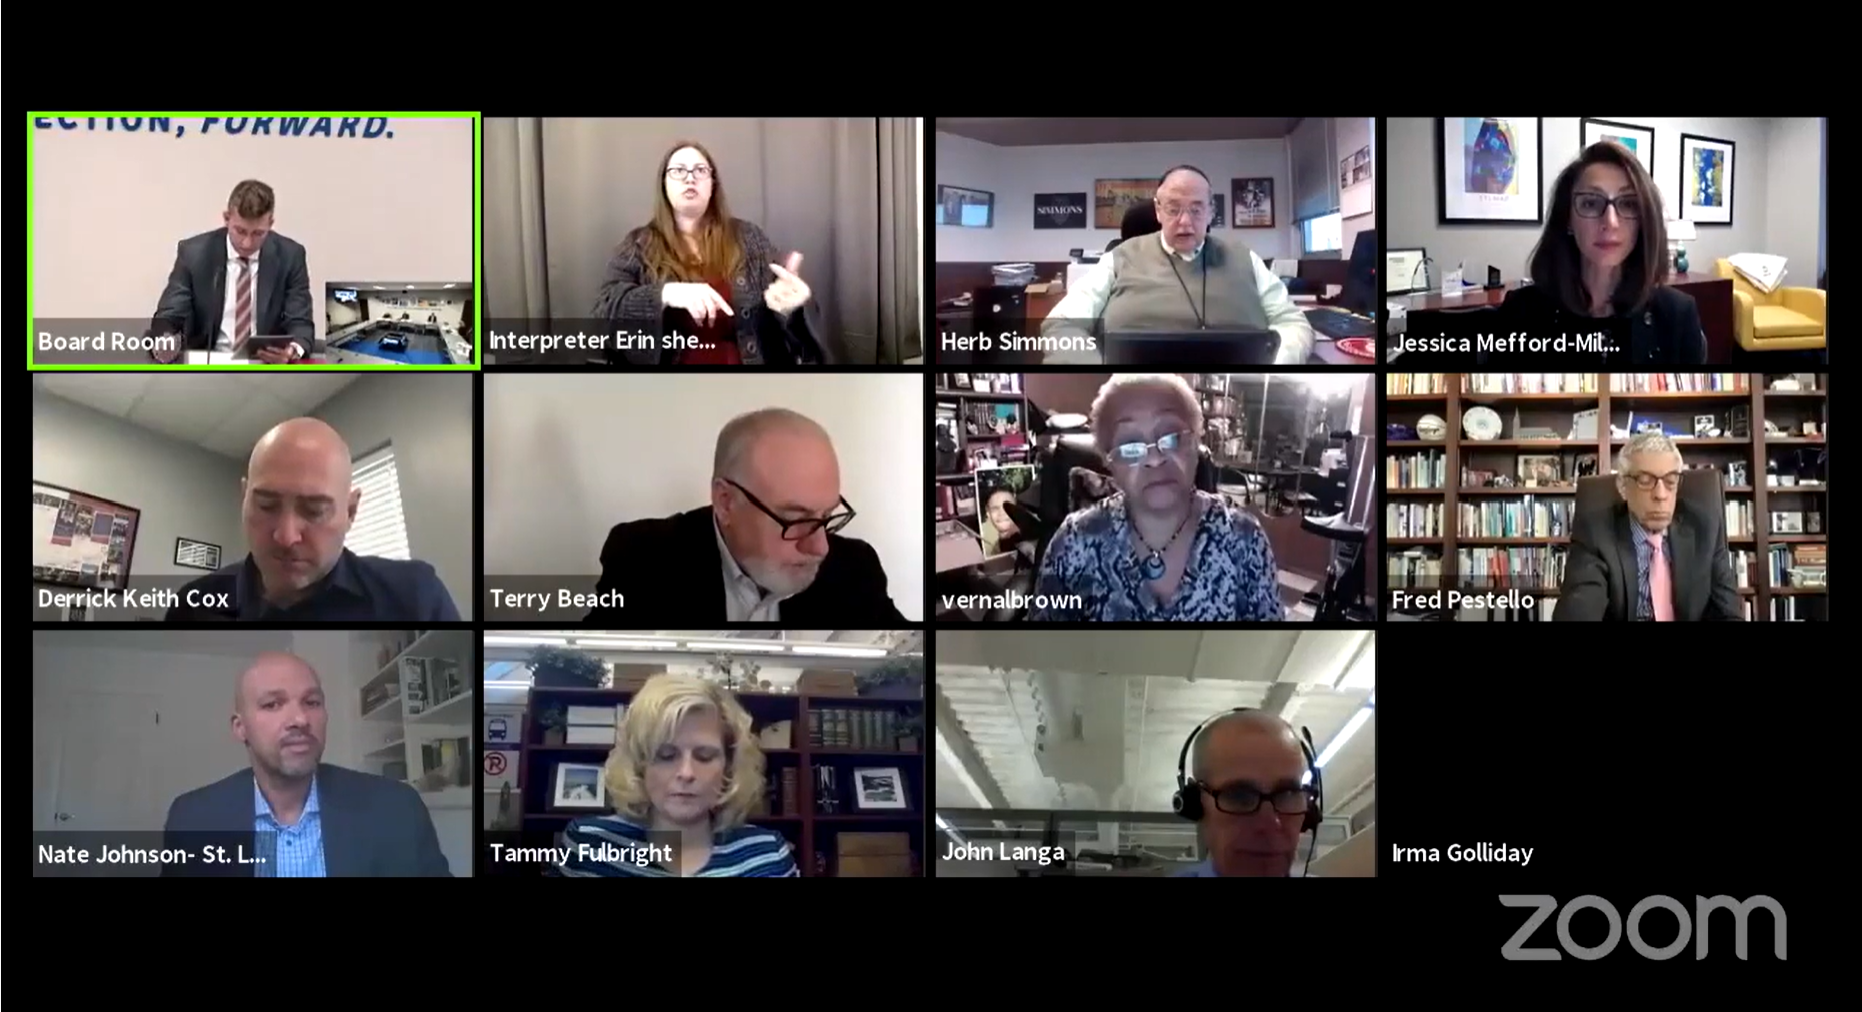 ECTION, FORWARD.
Board Room
Interpreter Erin she...
SIMMONS
Herb Simmons
Jessica Mefford-Mil...
Derrick Keith Cox
Terry Beach
vernalbrown
Fred Pestello
Nate Johnson- St. L...
R
Tammy Fulbright
John Langa
Irma Golliday
zoom